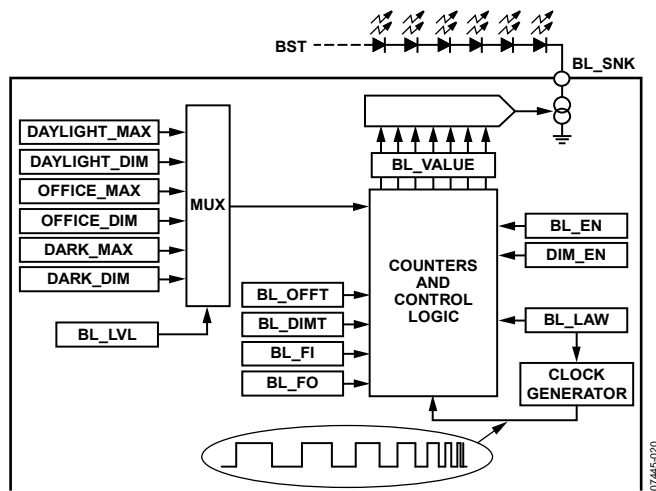 BST
BL_SNK
DAYLIGHT_MAX
DAYLIGHT_DIM
OFFICE_MAX
OFFICE_DIM
DARK_MAX
DARK_DIM
MUX
BL_LVL
BL_VALUE
COUNTERS
AND
CONTROL
LOGIC
BL_OFFT
BL_DIMT
BL_FI
BL_FO
BL_EN
DIM_EN
BL_LAW
CLOCK
GENERATOR
07445-020